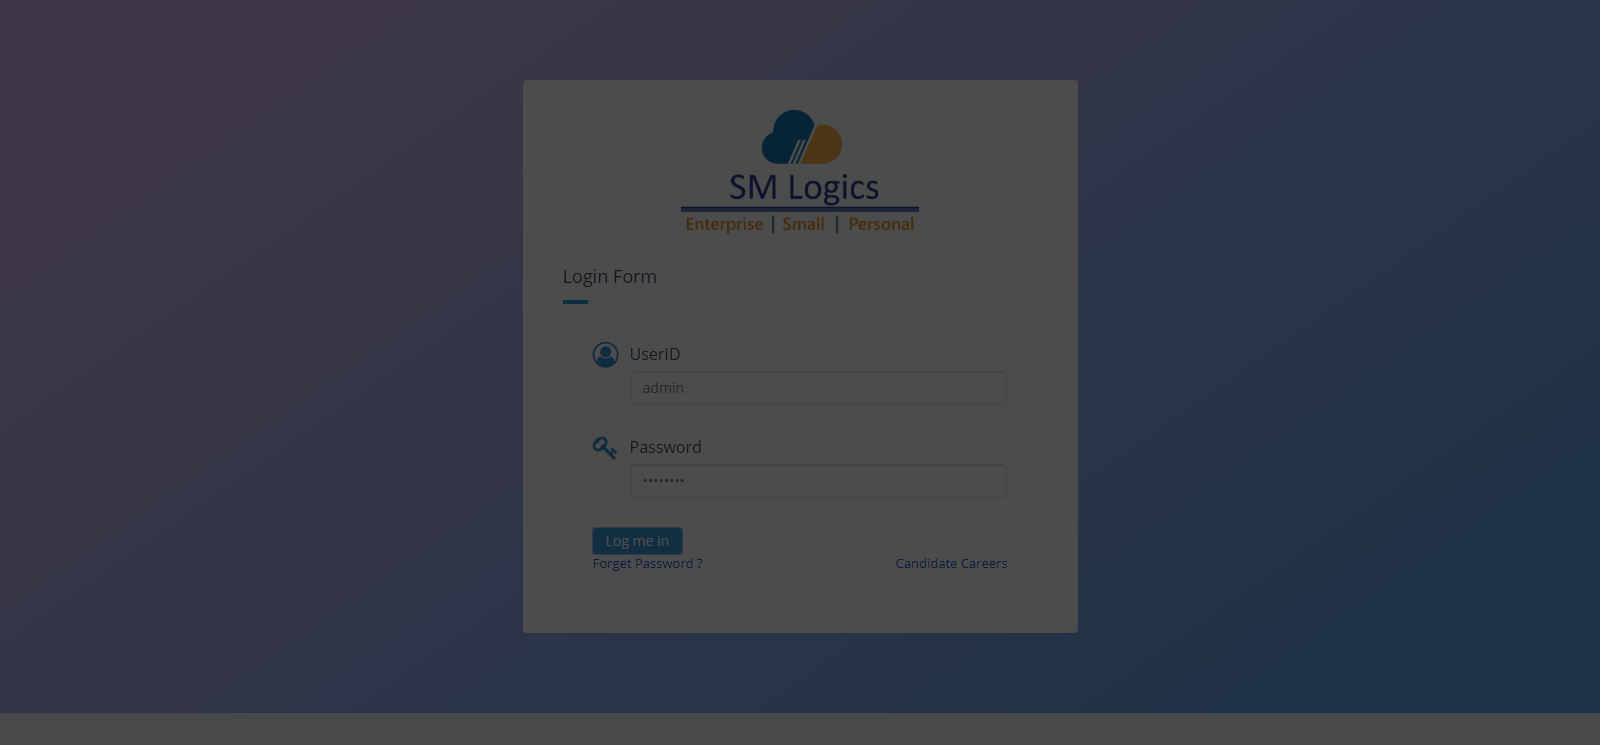 SM Logics
Enterprise | Small | Personal
Login Form
UserID
admin
Password
••••••••
Log me in
Forget Password ?
Candidate Careers